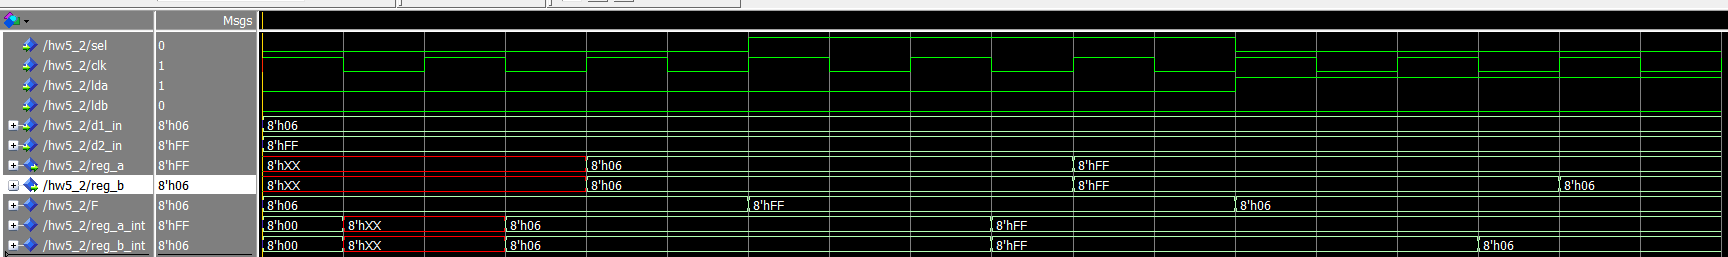 Msgs
/hw5_2/sel 0
/hw5_2/clk 1
/hw5_2/lda 1
/hw5_2/ldb 0
/hw5_2/d1_in 8'h06 8'h06
/hw5_2/d2_in 8'hFF 8'hFF
/hw5_2/reg_a 8'hFF 8'hXX 8'h06 8'hFF
/hw5_2/reg_b 8'h06 8'hXX 8'h06 8'hFF 8'h06
/hw5_2/F 8'h06 8'h06 8'hFF 8'h06
/hw5_2/reg_a_int 8'hFF 8'h00 8'hXX 8'h06 8'hFF
/hw5_2/reg_b_int 8'h06 8'h00 8'hXX 8'h06 8'hFF 8'h06